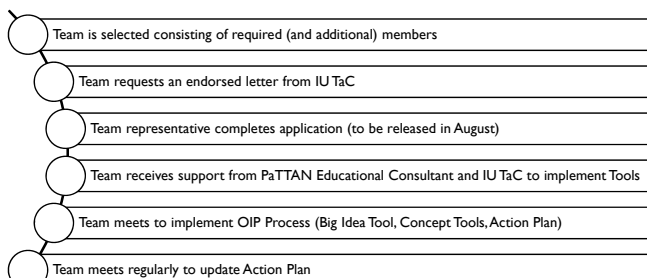 Team is selected consisting of required (and additional) members
Team requests an endorsed letter from IU TaC
Team representative completes application (to be released in August)
Team receives support from PaTTAN Educational Consultant and IU TaC to implement Tools
Team meets to implement OIP Process (Big Idea Tool, Concept Tools, Action Plan)
Team meets regularly to update Action Plan